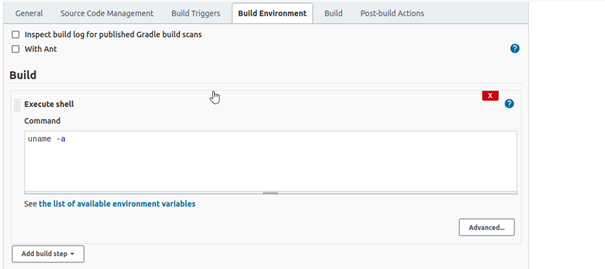 General Source Code Management Build Triggers Build Environment Build Post-build Actions
Inspect build log for published Gradle build scans
With Ant ?
Build
X
Execute shell ?
Command
uname -a
See the list of available environment variables
Advanced...
Add build step